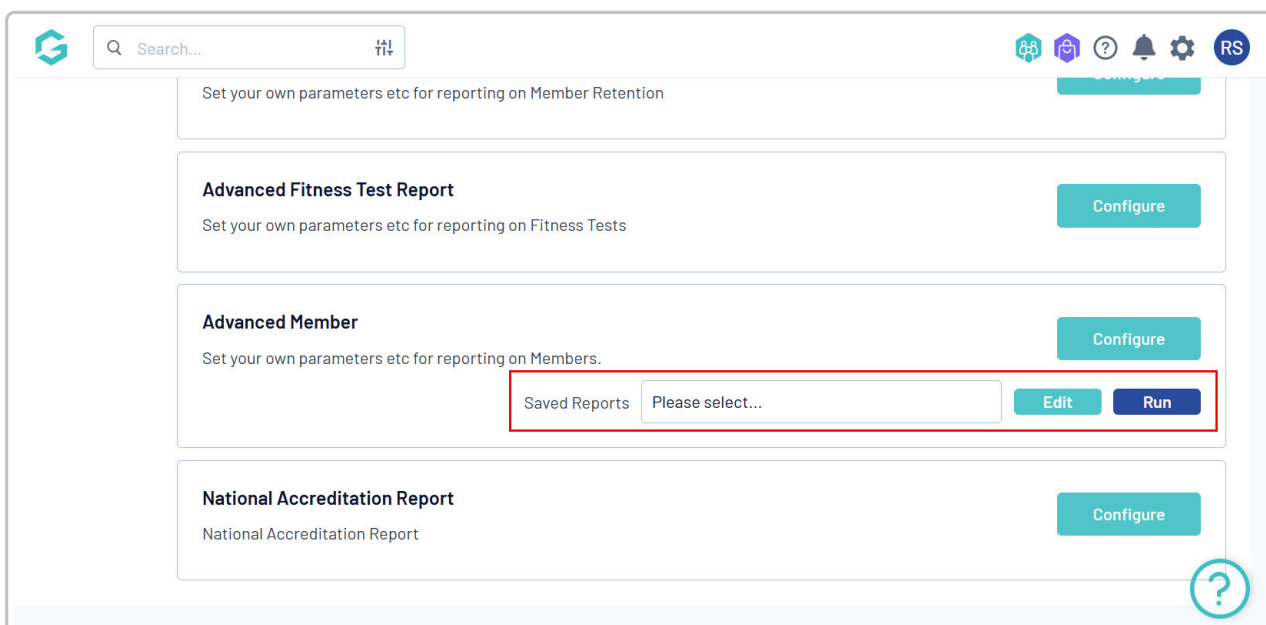 Search...
RS
Configure
Set your own parameters etc for reporting on Member Retention
Advanced Fitness Test Report
Configure
Set your own parameters etc for reporting on Fitness Tests
Advanced Member
Configure
Set your own parameters etc for reporting on Members.
Saved Reports Please select... Edit Run
National Accreditation Report
Configure
National Accreditation Report
?